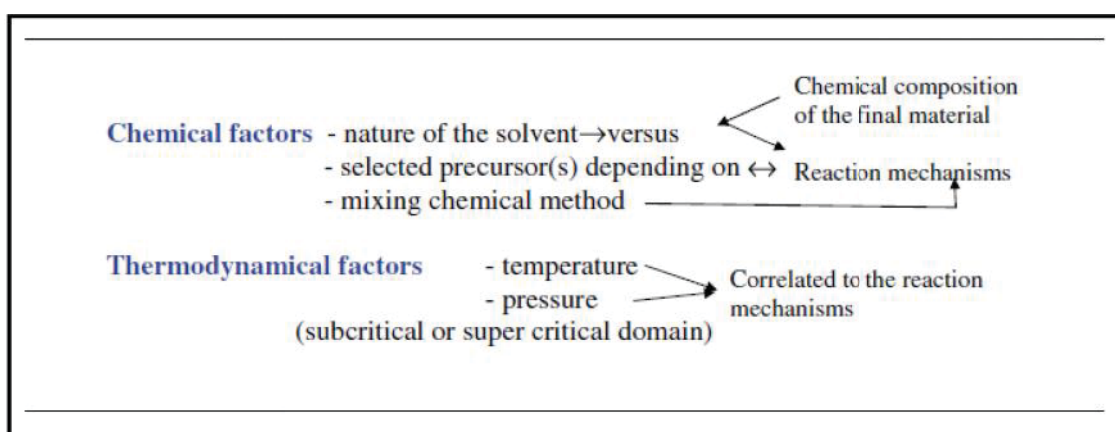 Chemical composition
of the final material
Chemical factors - nature of the solvent→versus
- selected precursor(s) depending on ↔ Reaction mechanisms
- mixing chemical method
Thermodynamical factors - temperature
Correlated to the reaction
mechanisms
- pressure
(subcritical or super critical domain)